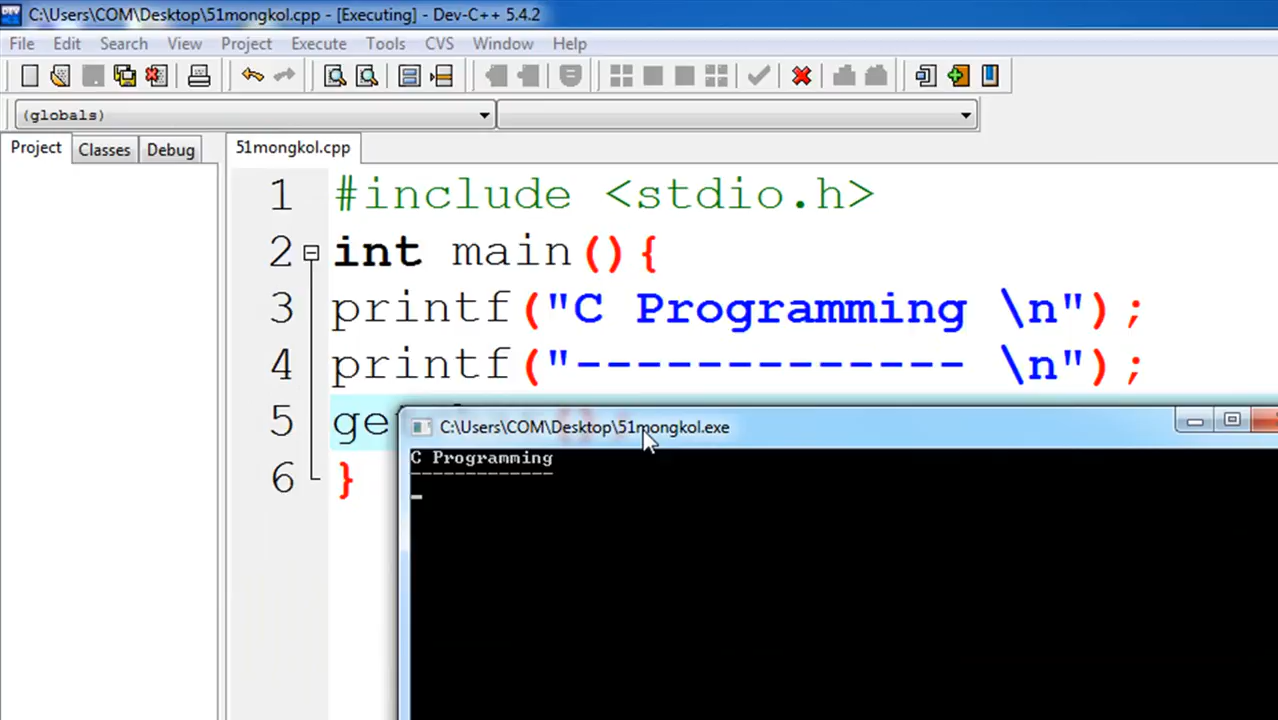 C:\Users\COM\Desktop\51mongkol.cpp - [Executing] - Dev-C++ 5.4.2
File Edit Search View Project Execute Tools CVS Window Help
(globals)
Project Classes Debug 51mongkol.cpp
1 #include <stdio.h>
2 int main(){
3 printf("C Programming \n");
4 printf("------------- \n");
5
6 }
C:\Users\COM\Desktop\51mongkol.exe
C Programming
-------------
_